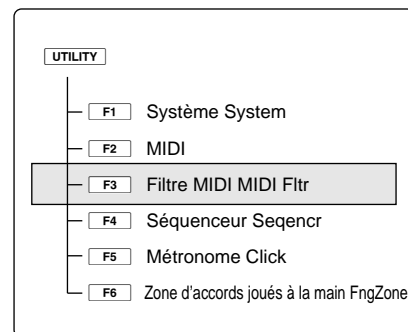 UTILITY
F1 Système System
F2 MIDI
F3 Filtre MIDI MIDI Fltr
F4 Séquenceur Seqencr
F5 Métronome Click
F6 Zone d'accords joués à la main FngZone